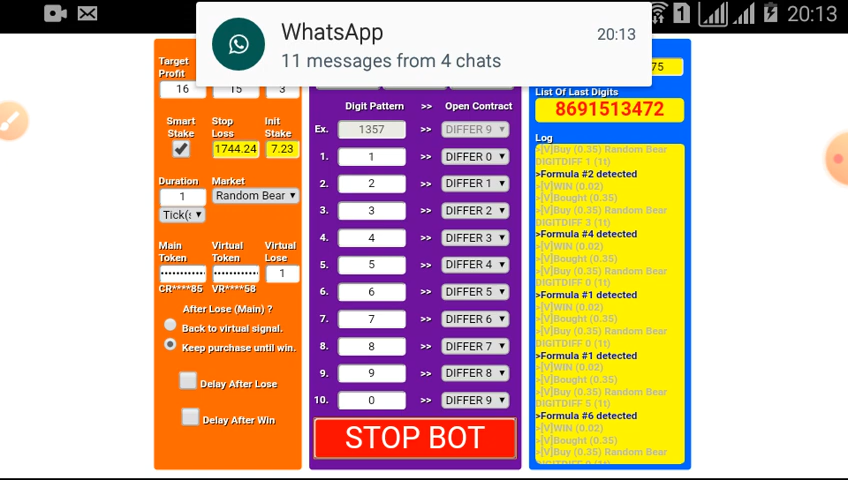 20:13
WhatsApp
20:13
11 messages from 4 chats
Target
Profit
16
15
3
Smart
Stake
Stop
Loss
Init
Stake
1744.24
7.23
Duration
Market
1
Random Bear
Tick(s
Main
Token
Virtual
Token
Virtual
Lose
1
CR****85
VR****58
After Lose (Main) ?
Back to virtual signal.
Keep purchase until win.
Delay After Lose
Delay After Win
Digit Pattern >> Open Contract
Ex. 1357 >> DIFFER 9
1. 1 >> DIFFER 0
2. 2 >> DIFFER 1
3. 3 >> DIFFER 2
4. 4 >> DIFFER 3
5. 5 >> DIFFER 4
6. 6 >> DIFFER 5
7. 7 >> DIFFER 6
8. 8 >> DIFFER 7
9. 9 >> DIFFER 8
10. 0 >> DIFFER 9
STOP BOT
75
List Of Last Digits
8691513472
Log
>[V]Buy (0.35) Random Bear
DIGITDIFF 1 (1t)
>Formula #2 detected
>[V]WIN (0.02)
>[V]Bought (0.35)
>[V]Buy (0.35) Random Bear
DIGITDIFF 3 (1t)
>Formula #4 detected
>[V]WIN (0.02)
>[V]Bought (0.35)
>[V]Buy (0.35) Random Bear
DIGITDIFF 0 (1t)
>Formula #1 detected
>[V]WIN (0.02)
>[V]Bought (0.35)
>[V]Buy (0.35) Random Bear
DIGITDIFF 0 (1t)
>Formula #1 detected
>[V]WIN (0.02)
>[V]Bought (0.35)
>[V]Buy (0.35) Random Bear
DIGITDIFF 5 (1t)
>Formula #6 detected
>[V]WIN (0.02)
>[V]Bought (0.35)
>[V]Buy (0.35) Random Bear